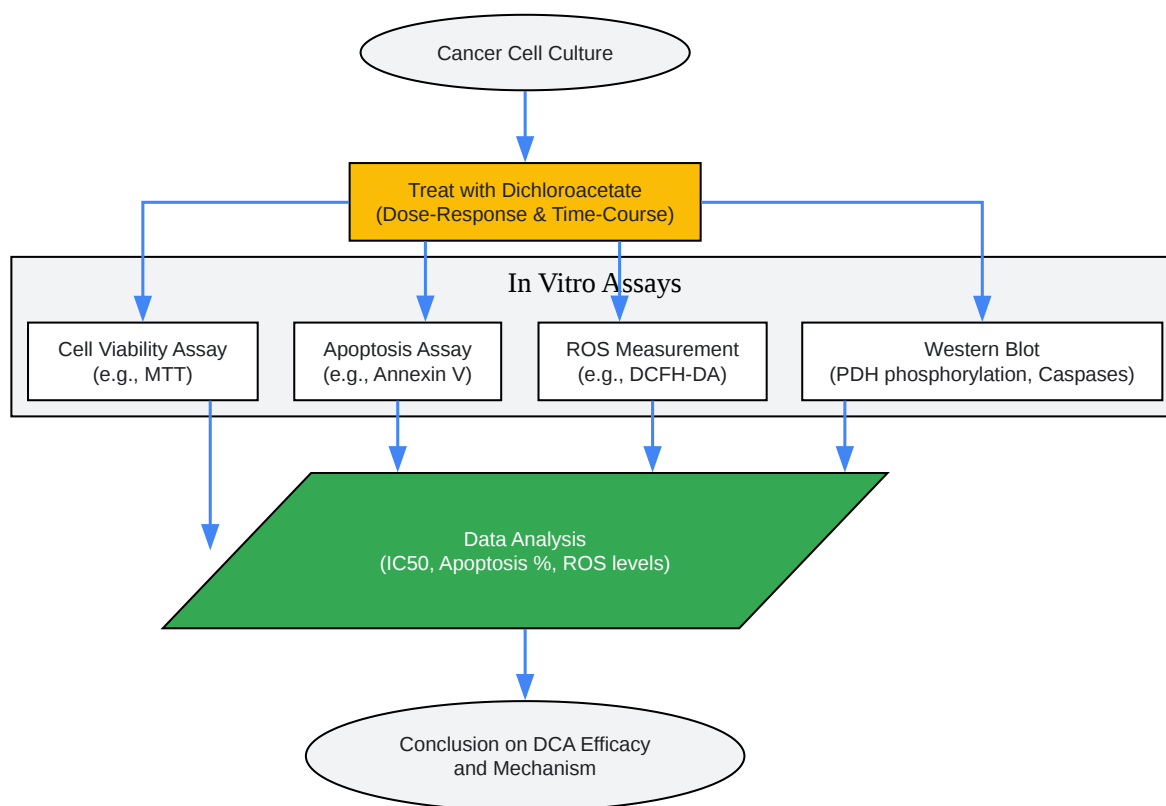 Cancer Cell Culture
Treat with Dichloroacetate
(Dose-Response & Time-Course)
In Vitro Assays
Cell Viability Assay
(e.g., MTT)
Apoptosis Assay
(e.g., Annexin V)
ROS Measurement
(e.g., DCFH-DA)
Western Blot
(PDH phosphorylation, Caspases)
Data Analysis
(IC50, Apoptosis %, ROS levels)
Conclusion on DCA Efficacy
and Mechanism